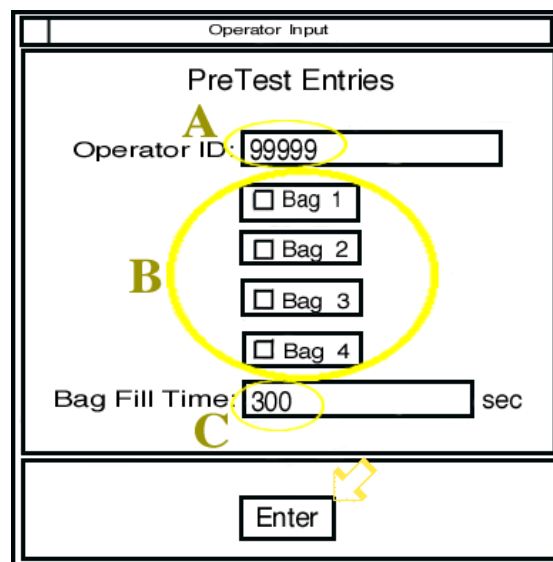 Operator Input
PreTest Entries
A
Operator ID: 99999
Bag 1
Bag 2
B
Bag 3
Bag 4
Bag Fill Time: 300 sec
C
Enter